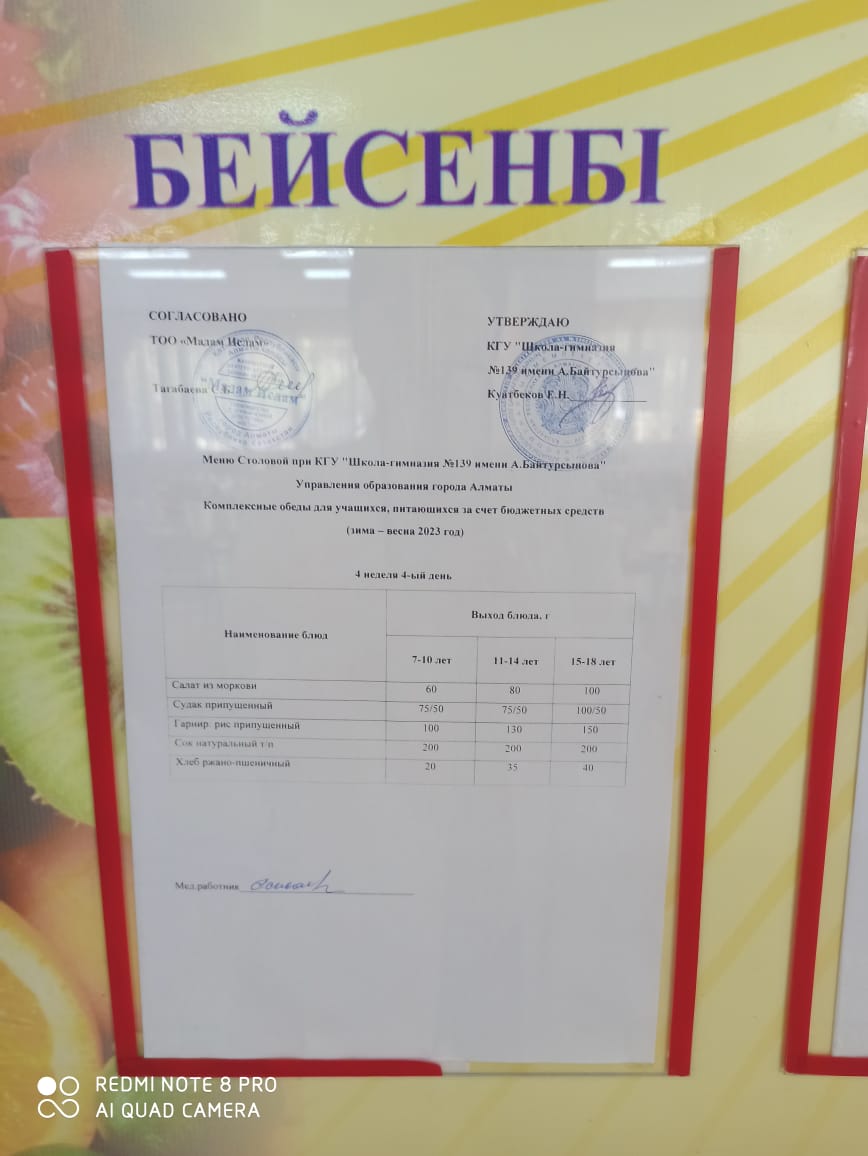 БЕЙСЕНБІ
СОГЛАСОВАНО
ТОО «Мадам Ислам»
Тагабаева С.Б.
УТВЕРЖДАЮ
КГУ "Школа-гимназия
№139 имени А.Байтурсынова"
Куатбеков Е.Н.
Меню Столовой при КГУ "Школа-гимназия №139 имени А.Байтурсынова"
Управления образования города Алматы
Комплексные обеды для учащихся, питающихся за счет бюджетных средств
(зима – весна 2023 год)
4 неделя 4-ый день
Наименование блюд Выход блюда, г
7-10 лет 11-14 лет 15-18 лет
Салат из моркови 60 80 100
Судак припущенный 75/50 75/50 100/50
Гарнир: рис припущенный 100 130 150
Сок натуральный т/п 200 200 200
Хлеб ржано-пшеничный 20 35 40
Мед.работник
REDMI NOTE 8 PRO
AI QUAD CAMERA